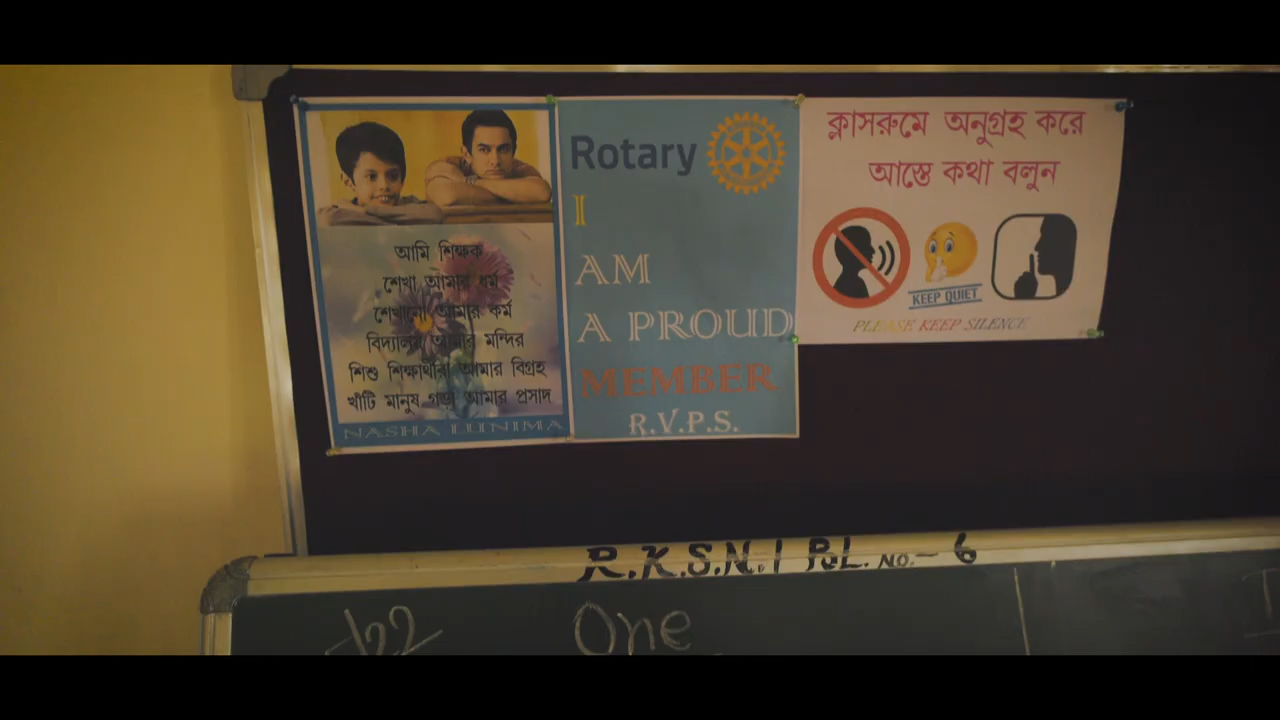 আমি শিক্ষক
শেখা আমার ধর্ম
শেখানো আমার কর্ম
বিদ্যালয় আমার মন্দির
শিশু শিক্ষার্থীরা আমার বিগ্রহ
খাঁটি মানুষ গড়া আমার প্রসাদ
NASHA LUNIMA
Rotary
I
AM
A PROUD
MEMBER
R.V.P.S.
ক্লাসরুমে অনুগ্রহ করে
আস্তে কথা বলুন
KEEP QUIET
PLEASE KEEP SILENCE
R.K.S.N.
NO. - 6
One